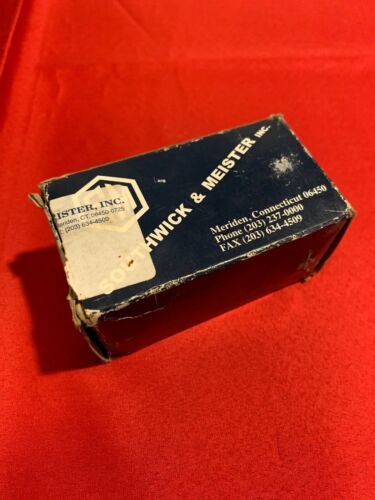 EISTER, INC.
eriden, CT 06450-0725
(203) 634-4509
SOUTHWICK & MEISTER INC.
Meriden, Connecticut 06450
Phone (203) 237-0000
FAX (203) 634-4509